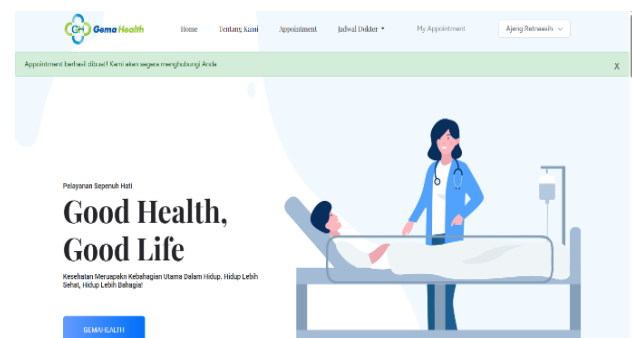 GH Gema Health
Home Tentang Kami Appointment Jadwal Dokter My Appointment Ajeng Retnoasih
Appointment berhasil dibuat! Kami akan segera menghubungi Anda X
Pelayanan Sepenuh Hati
Good Health,
Good Life
Kesehatan Meruapakn Kebahagian Utama Dalam Hidup. Hidup Lebih
Sehat, Hidup Lebih Bahagia!
GEMAHEALTH